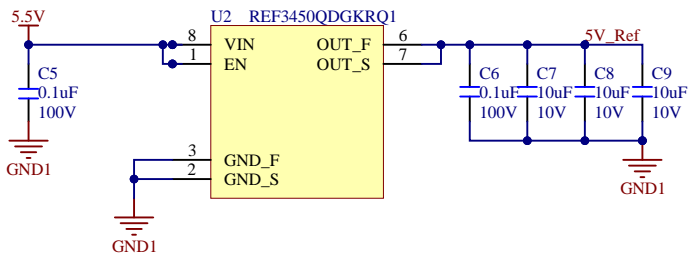 5.5V
U2 REF3450QDGKRQ1
8 VIN OUT_F 6 5V_Ref
1 EN OUT_S 7
C5
0.1uF
100V
C6
0.1uF
100V
C7
10uF
10V
C8
10uF
10V
C9
10uF
10V
3 GND_F
2 GND_S
GND1
GND1
GND1